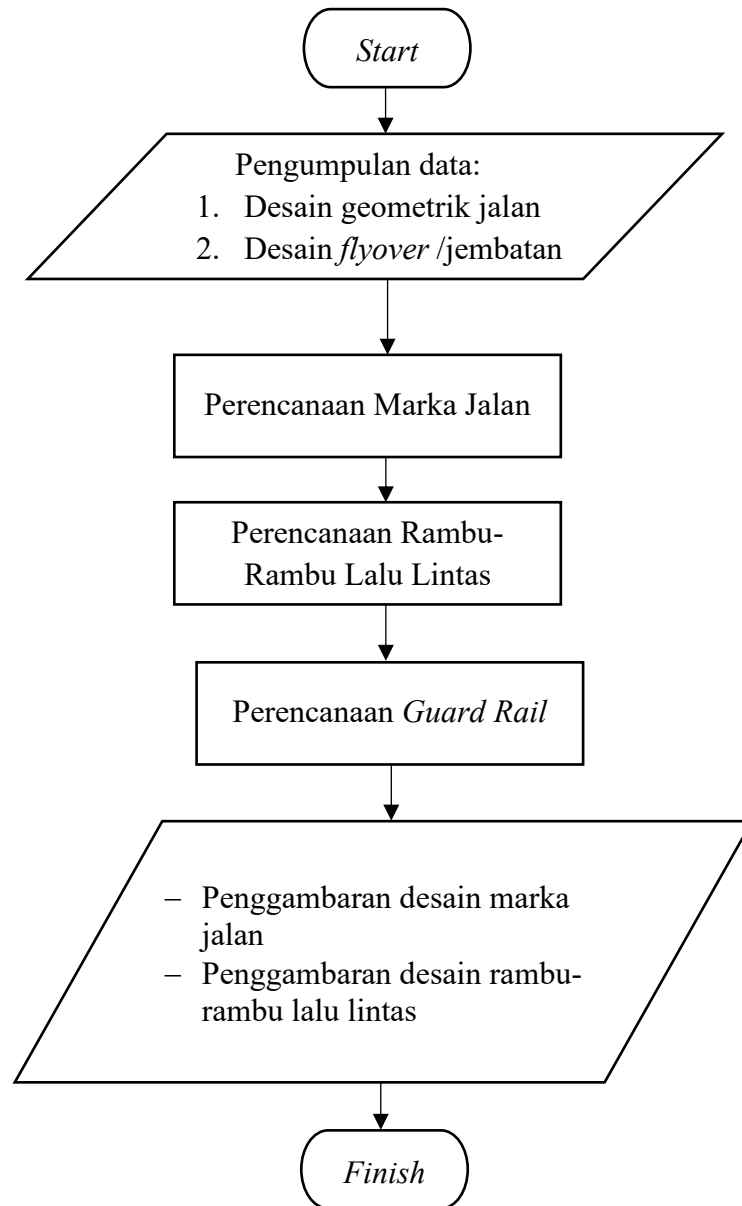 Start
Pengumpulan data:
1. Desain geometrik jalan
2. Desain flyover /jembatan
Perencanaan Marka Jalan
Perencanaan Rambu-
Rambu Lalu Lintas
Perencanaan Guard Rail
– Penggambaran desain marka
jalan
– Penggambaran desain rambu-
rambu lalu lintas
Finish